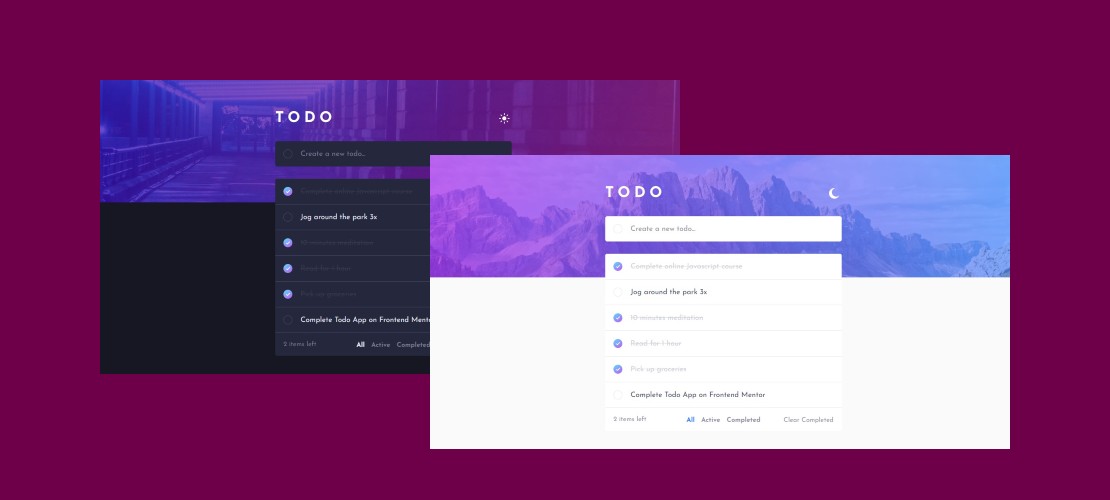 TODO
Create a new todo...
Complete online javascript course
Jog around the park 3x
10 minutes meditation
Read for 1 hour
Pick up groceries
Complete Todo App on Frontend Mento
2 items left
All Active Completed
TODO
Create a new todo...
Complete online javascript course
Jog around the park 3x
10 minutes meditation
Read for 1 hour
Pick up groceries
Complete Todo App on Frontend Mentor
2 items left
All Active Completed
Clear Completed